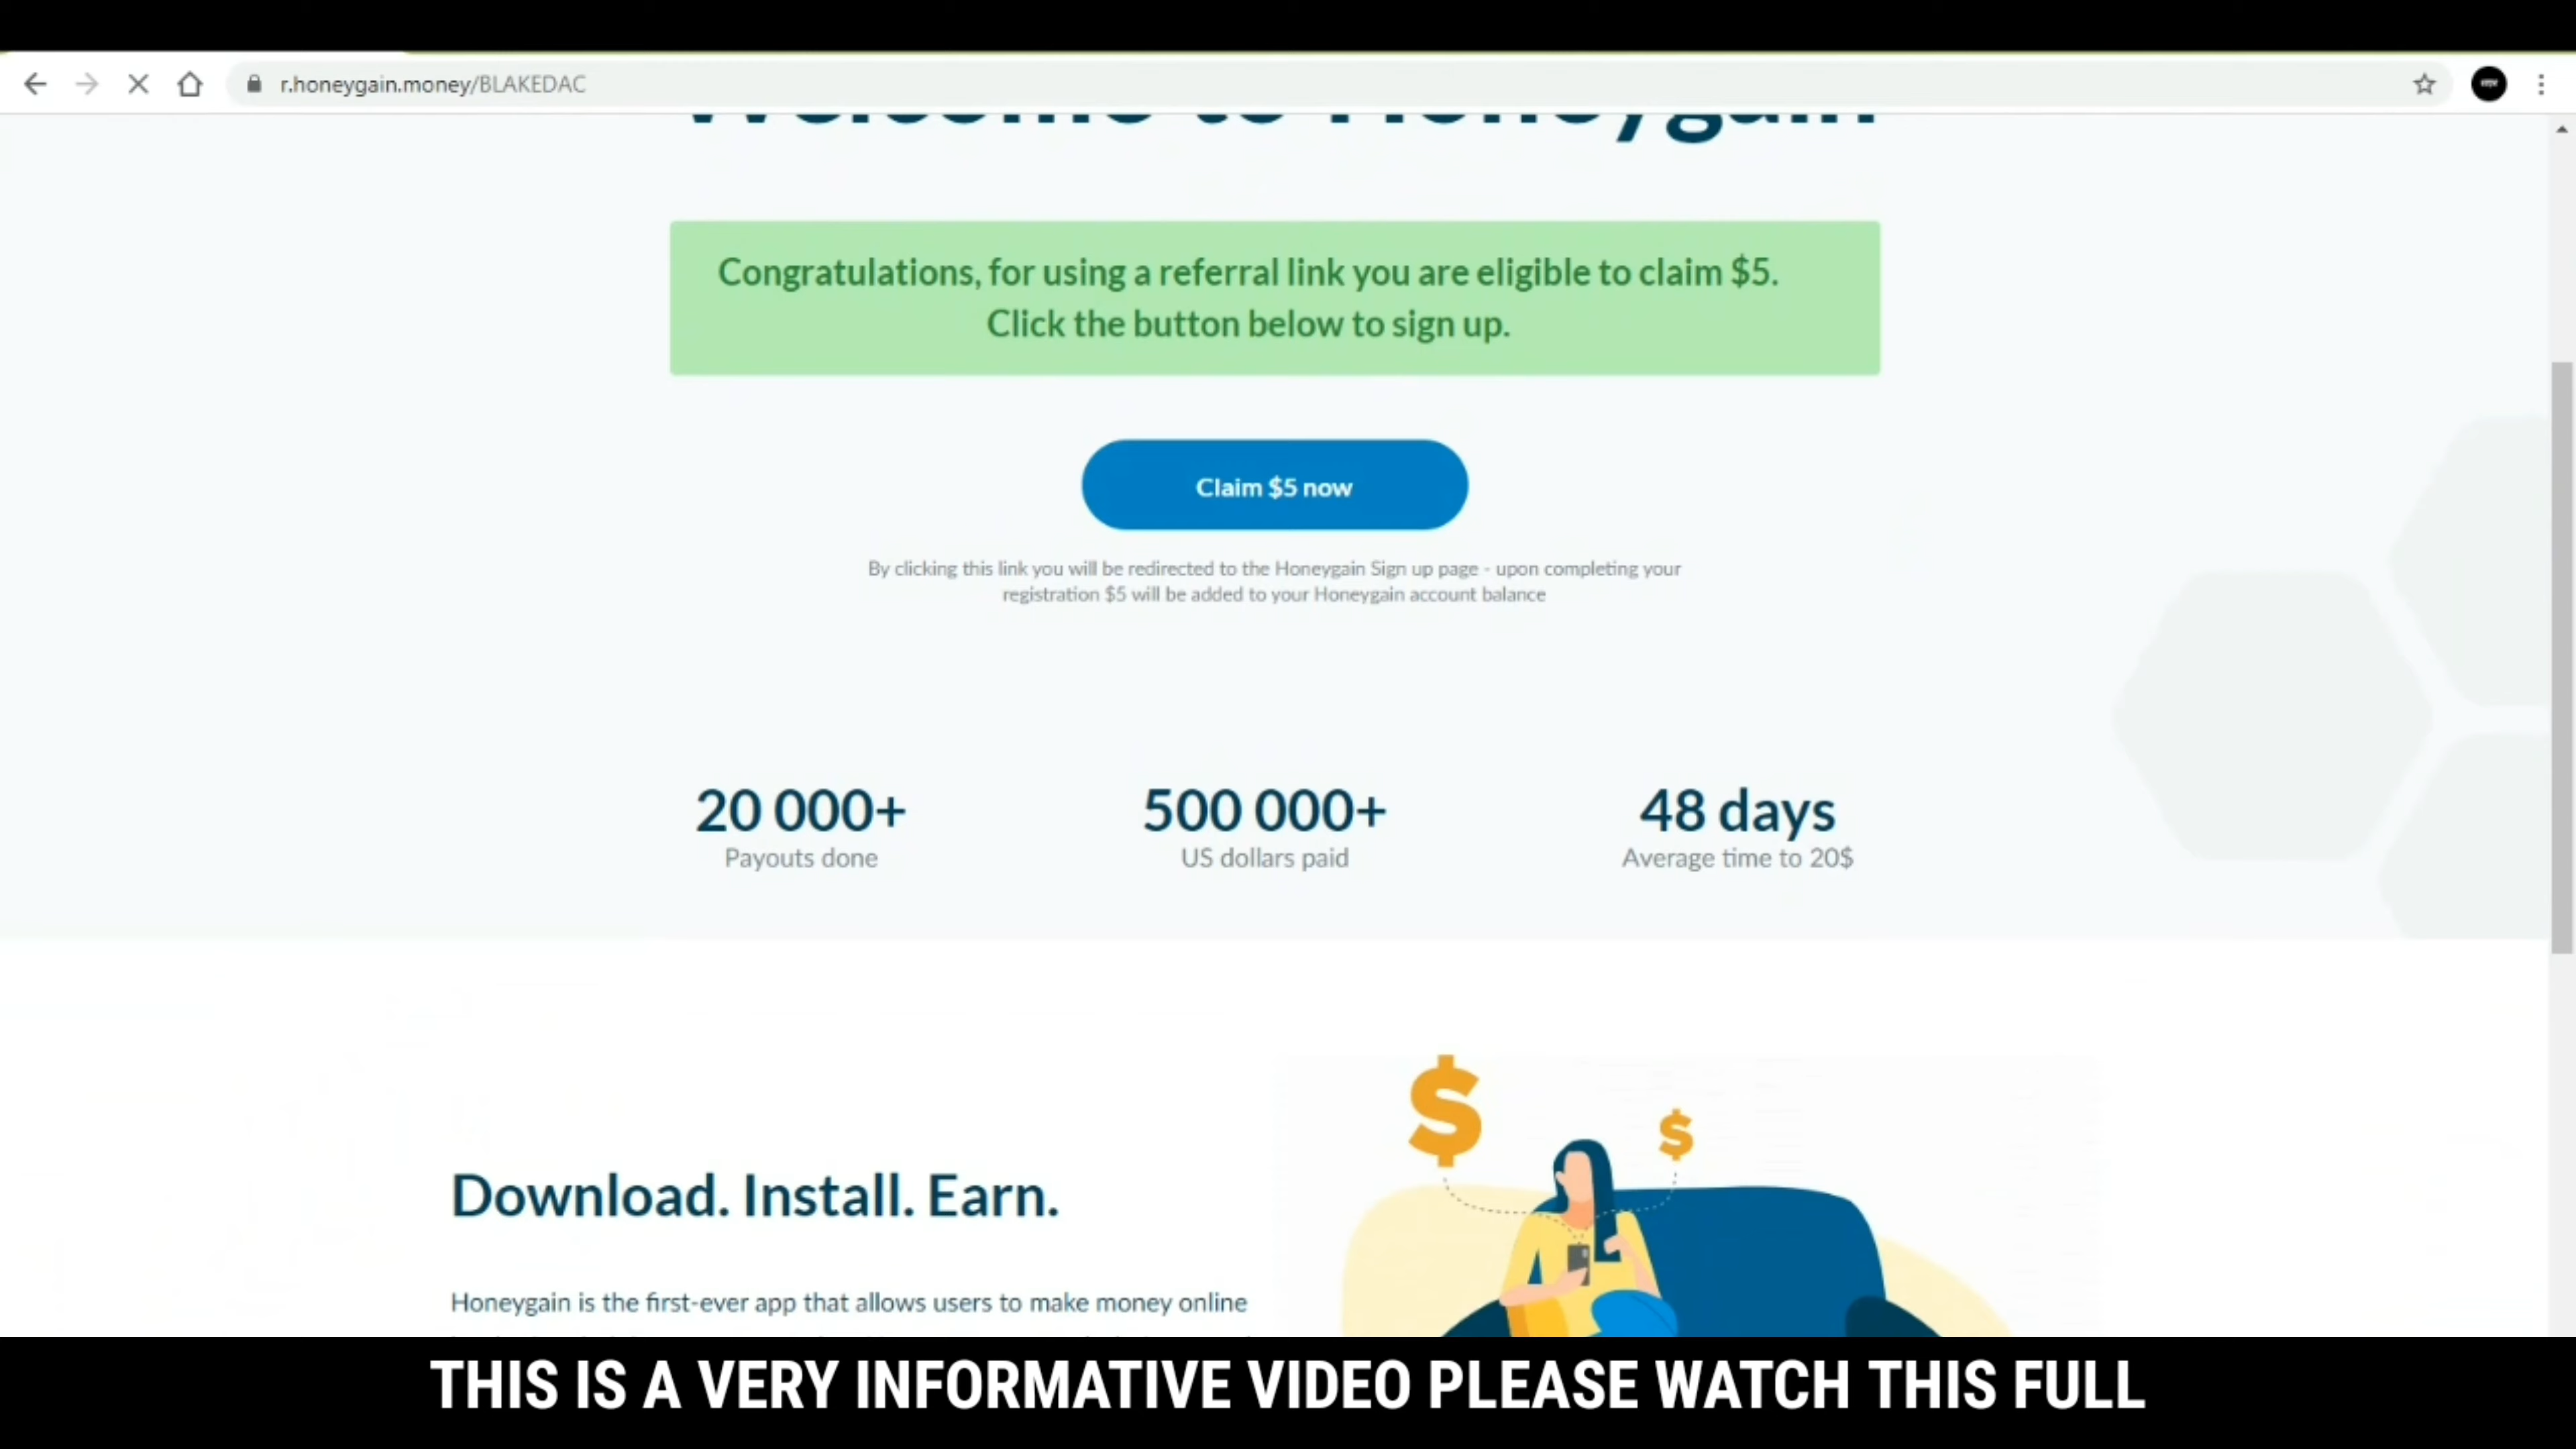 r.honeygain.money/BLAKEDAC
Welcome to Honeygain
Congratulations, for using a referral link you are eligible to claim $5.
Click the button below to sign up.
Claim $5 now
By clicking this link you will be redirected to the Honeygain Sign up page - upon completing your
registration $5 will be added to your Honeygain account balance
20 000+
Payouts done
500 000+
US dollars paid
48 days
Average time to 20$
Download. Install. Earn.
Honeygain is the first-ever app that allows users to make money online
THIS IS A VERY INFORMATIVE VIDEO PLEASE WATCH THIS FULL